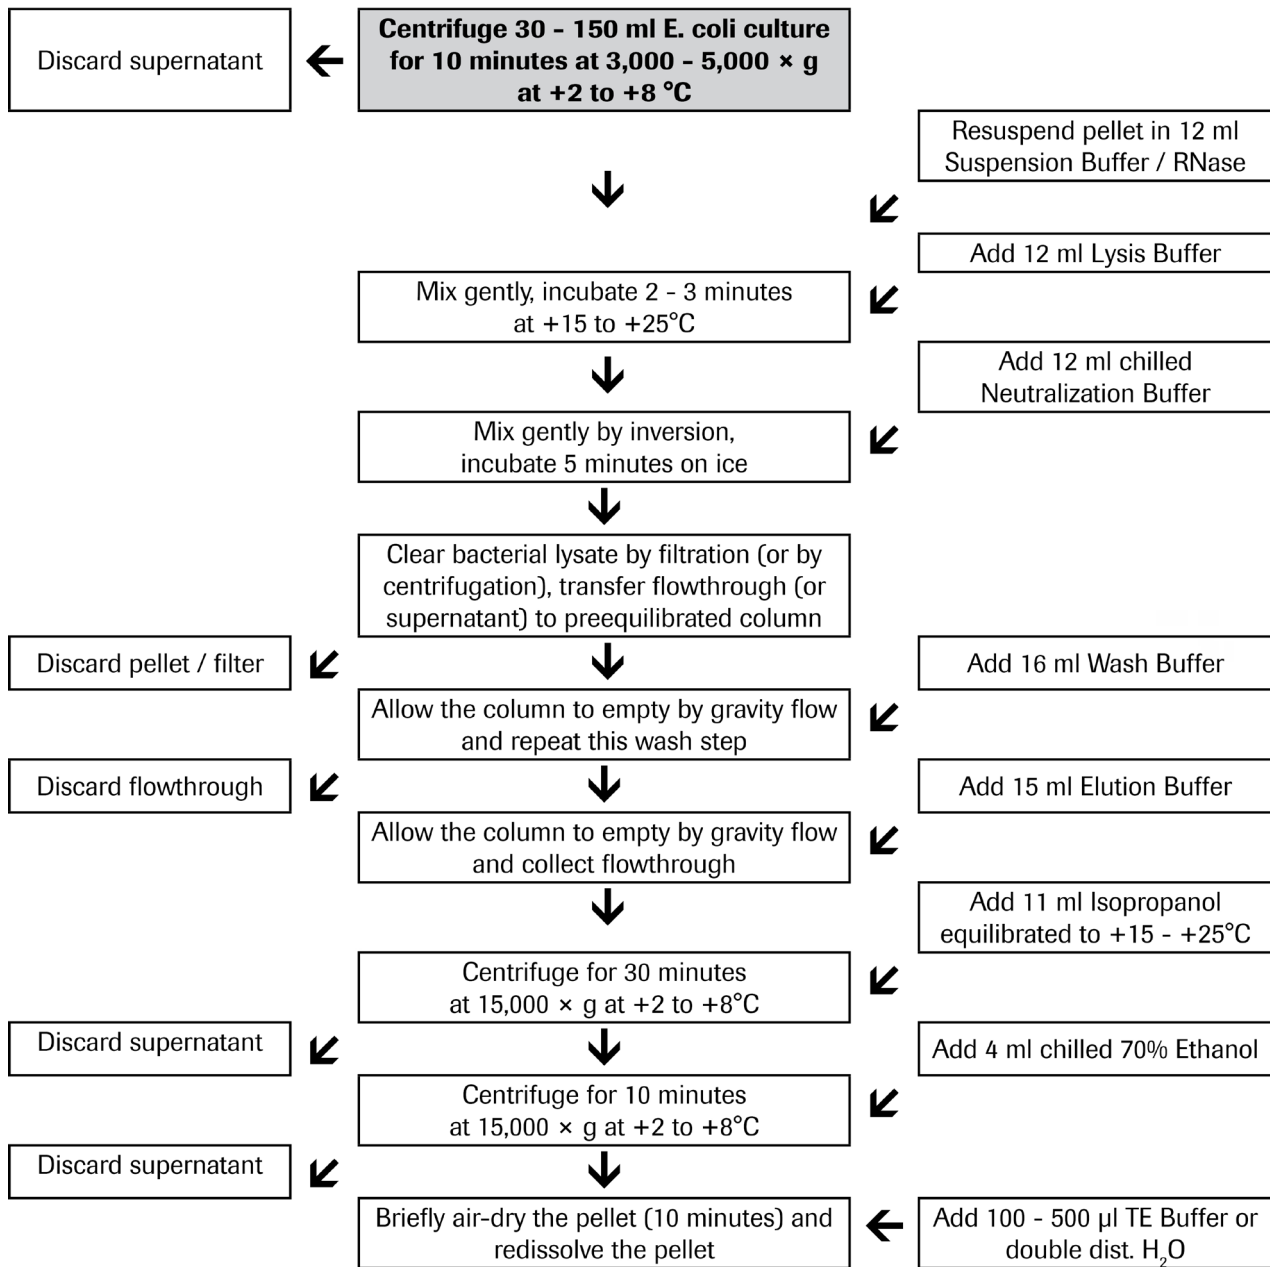 Discard supernatant
Centrifuge 30 - 150 ml E. coli culture
for 10 minutes at 3,000 - 5,000 × g
at +2 to +8 °C
Resuspend pellet in 12 ml
Suspension Buffer / RNase
Add 12 ml Lysis Buffer
Mix gently, incubate 2 - 3 minutes
at +15 to +25°C
Add 12 ml chilled
Neutralization Buffer
Mix gently by inversion,
incubate 5 minutes on ice
Clear bacterial lysate by filtration (or by
centrifugation), transfer flowthrough (or
supernatant) to preequilibrated column
Discard pellet / filter
Add 16 ml Wash Buffer
Allow the column to empty by gravity flow
and repeat this wash step
Discard flowthrough
Add 15 ml Elution Buffer
Allow the column to empty by gravity flow
and collect flowthrough
Add 11 ml Isopropanol
equilibrated to +15 - +25°C
Centrifuge for 30 minutes
at 15,000 × g at +2 to +8°C
Discard supernatant
Add 4 ml chilled 70% Ethanol
Centrifuge for 10 minutes
at 15,000 × g at +2 to +8°C
Discard supernatant
Briefly air-dry the pellet (10 minutes) and
redissolve the pellet
Add 100 - 500 µl TE Buffer or
double dist. H₂O